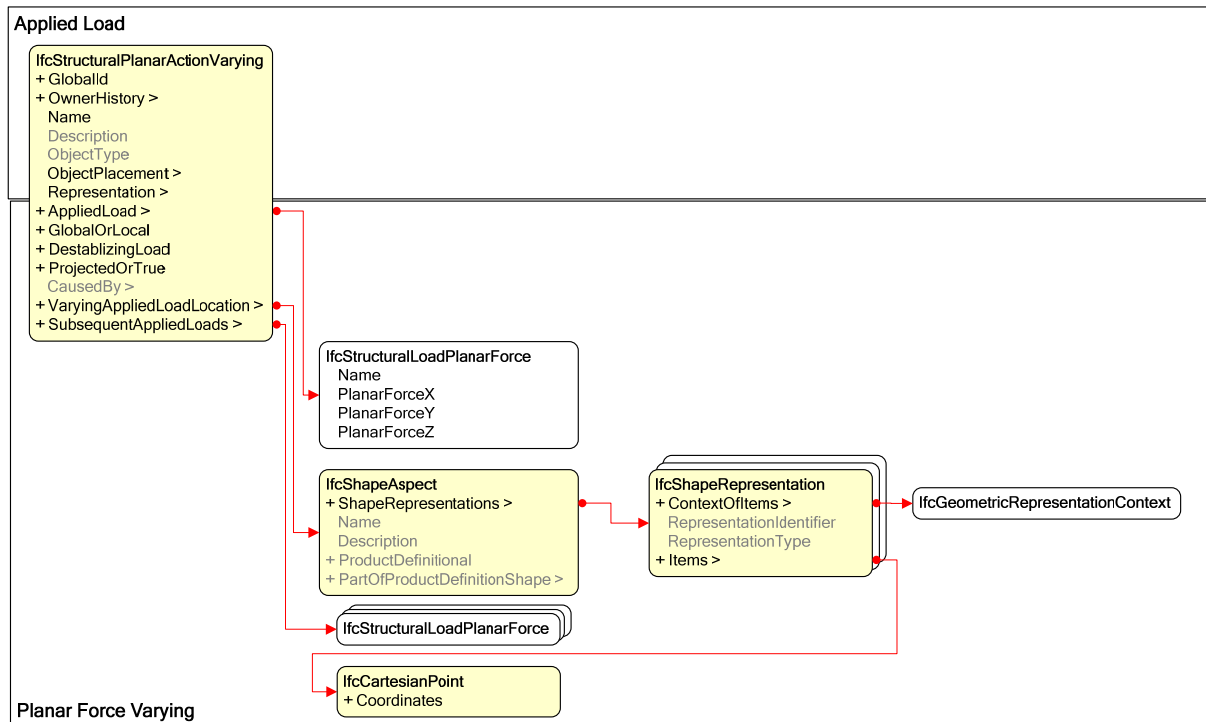 Applied Load
IfcStructuralPlanarActionVarying
+ GlobalId
+ OwnerHistory >
Name
Description
ObjectType
ObjectPlacement >
Representation >
+ AppliedLoad >
+ GlobalOrLocal
+ DestablizingLoad
+ ProjectedOrTrue
CausedBy >
+ VaryingAppliedLoadLocation >
+ SubsequentAppliedLoads >
IfcStructuralLoadPlanarForce
Name
PlanarForceX
PlanarForceY
PlanarForceZ
IfcShapeAspect
+ ShapeRepresentations >
Name
Description
+ ProductDefinitional
+ PartOfProductDefinitionShape >
IfcShapeRepresentation
+ ContextOfItems >
RepresentationIdentifier
RepresentationType
+ Items >
IfcGeometricRepresentationContext
IfcStructuralLoadPlanarForce
IfcCartesianPoint
+ Coordinates
Planar Force Varying